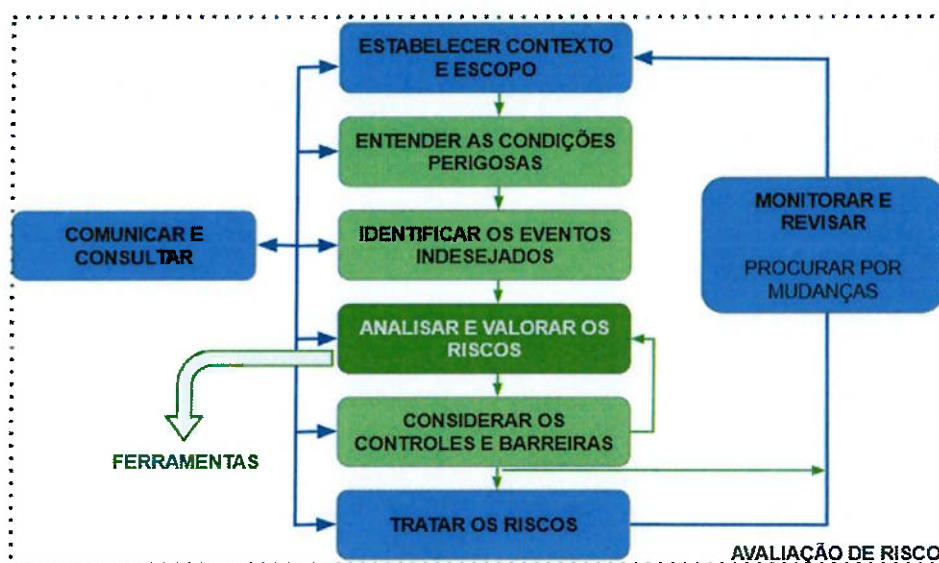 ESTABELECER CONTEXTO
E ESCOPO
ENTENDER AS CONDIÇÕES
PERIGOSAS
COMUNICAR E
CONSULTAR
IDENTIFICAR OS EVENTOS
INDESEJADOS
MONITORAR E
REVISAR
PROCURAR POR
MUDANÇAS
ANALISAR E VALORAR OS
RISCOS
CONSIDERAR OS
CONTROLES E BARREIRAS
FERRAMENTAS
TRATAR OS RISCOS
AVALIAÇÃO DE RISCO